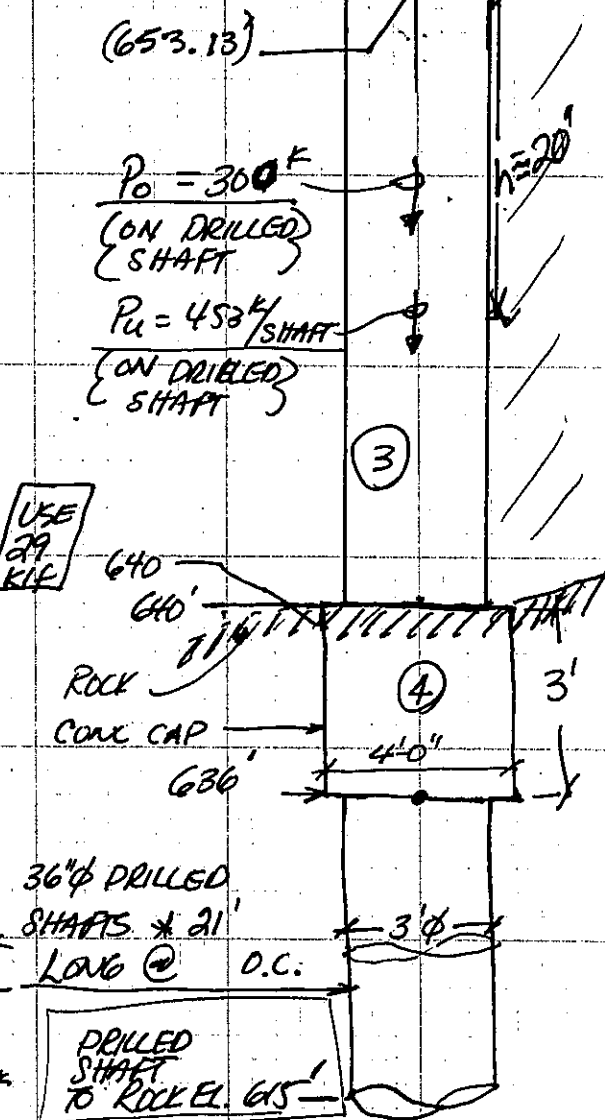 (653.13')
P₀ = 300ᴷ
(ON DRILLED
SHAFT)
h≅20'
Pᵤ = 453ᴷ/SHAFT
(ON DRILLED
SHAFT)
3
USE
29
KLF
640
640'
ROCK
4
3'
CONC CAP
4'-0"
636'
36"φ DRILLED
SHAFTS * 21'
LONG @ O.C.
3'φ
DRILLED
SHAFT
TO ROCK EL. 615'